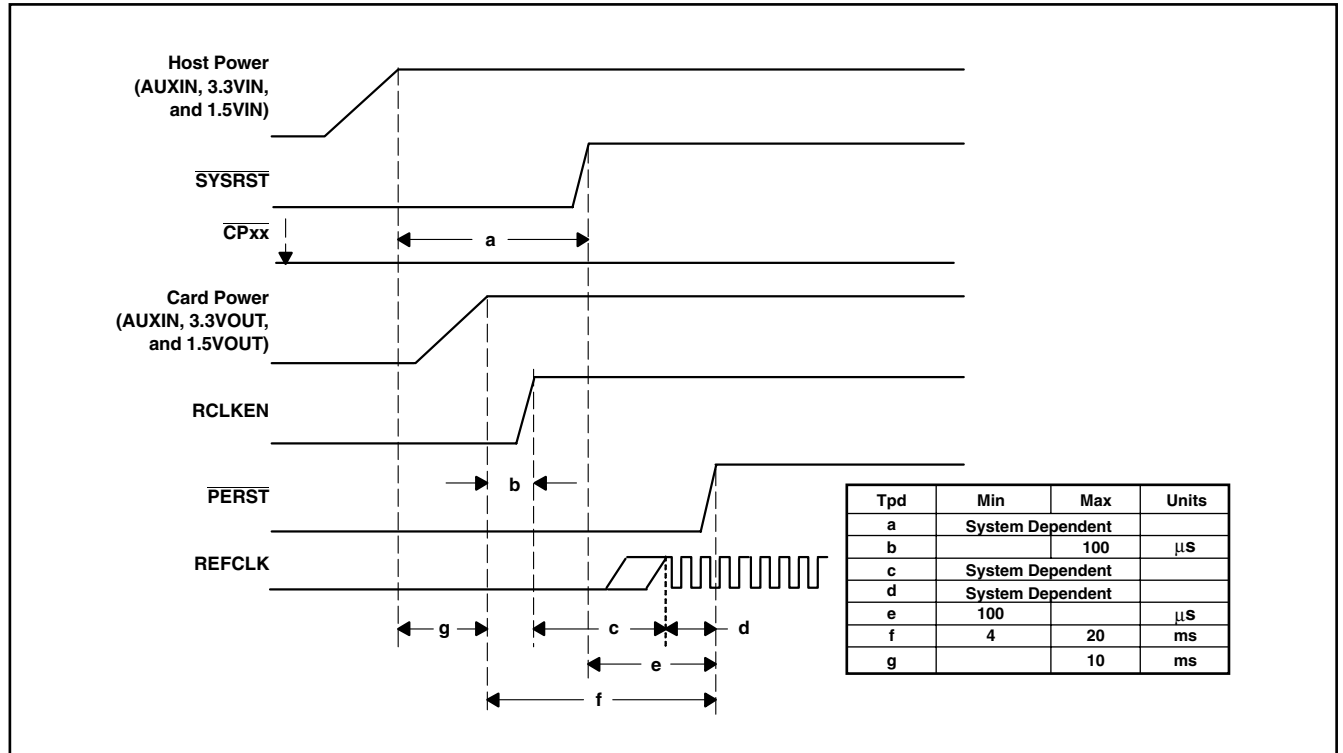 Host Power
(AUXIN, 3.3VIN,
and 1.5VIN)
SYSRST
CPxx
a
Card Power
(AUXIN, 3.3VOUT,
and 1.5VOUT)
RCLKEN
b
PERST
REFCLK
g
c
d
e
f
Tpd Min Max Units
a System Dependent
b 100 μs
c System Dependent
d System Dependent
e 100 μs
f 4 20 ms
g 10 ms